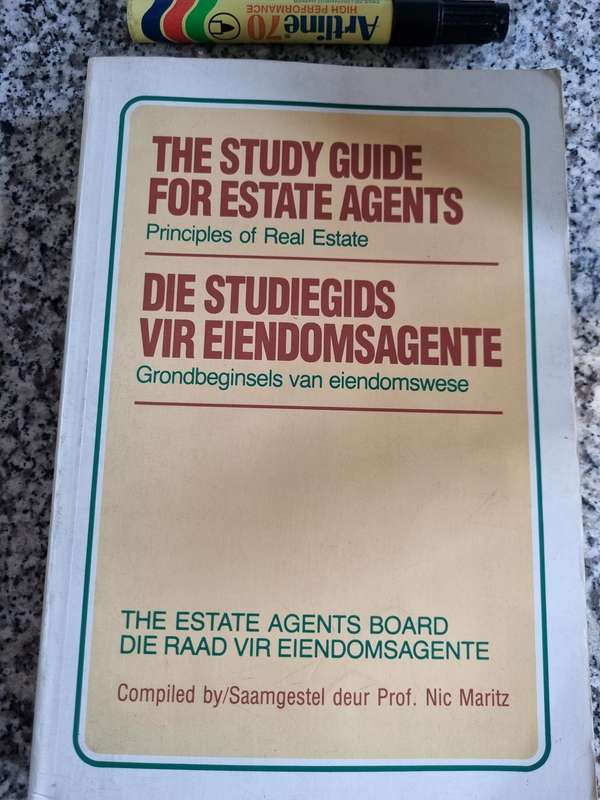 Artline 70
HIGH PERFORMANCE
THE STUDY GUIDE
FOR ESTATE AGENTS
Principles of Real Estate
DIE STUDIEGIDS
VIR EIENDOMSAGENTE
Grondbeginsels van eiendomswese
THE ESTATE AGENTS BOARD
DIE RAAD VIR EIENDOMSAGENTE
Compiled by/Saamgestel deur Prof. Nic Maritz